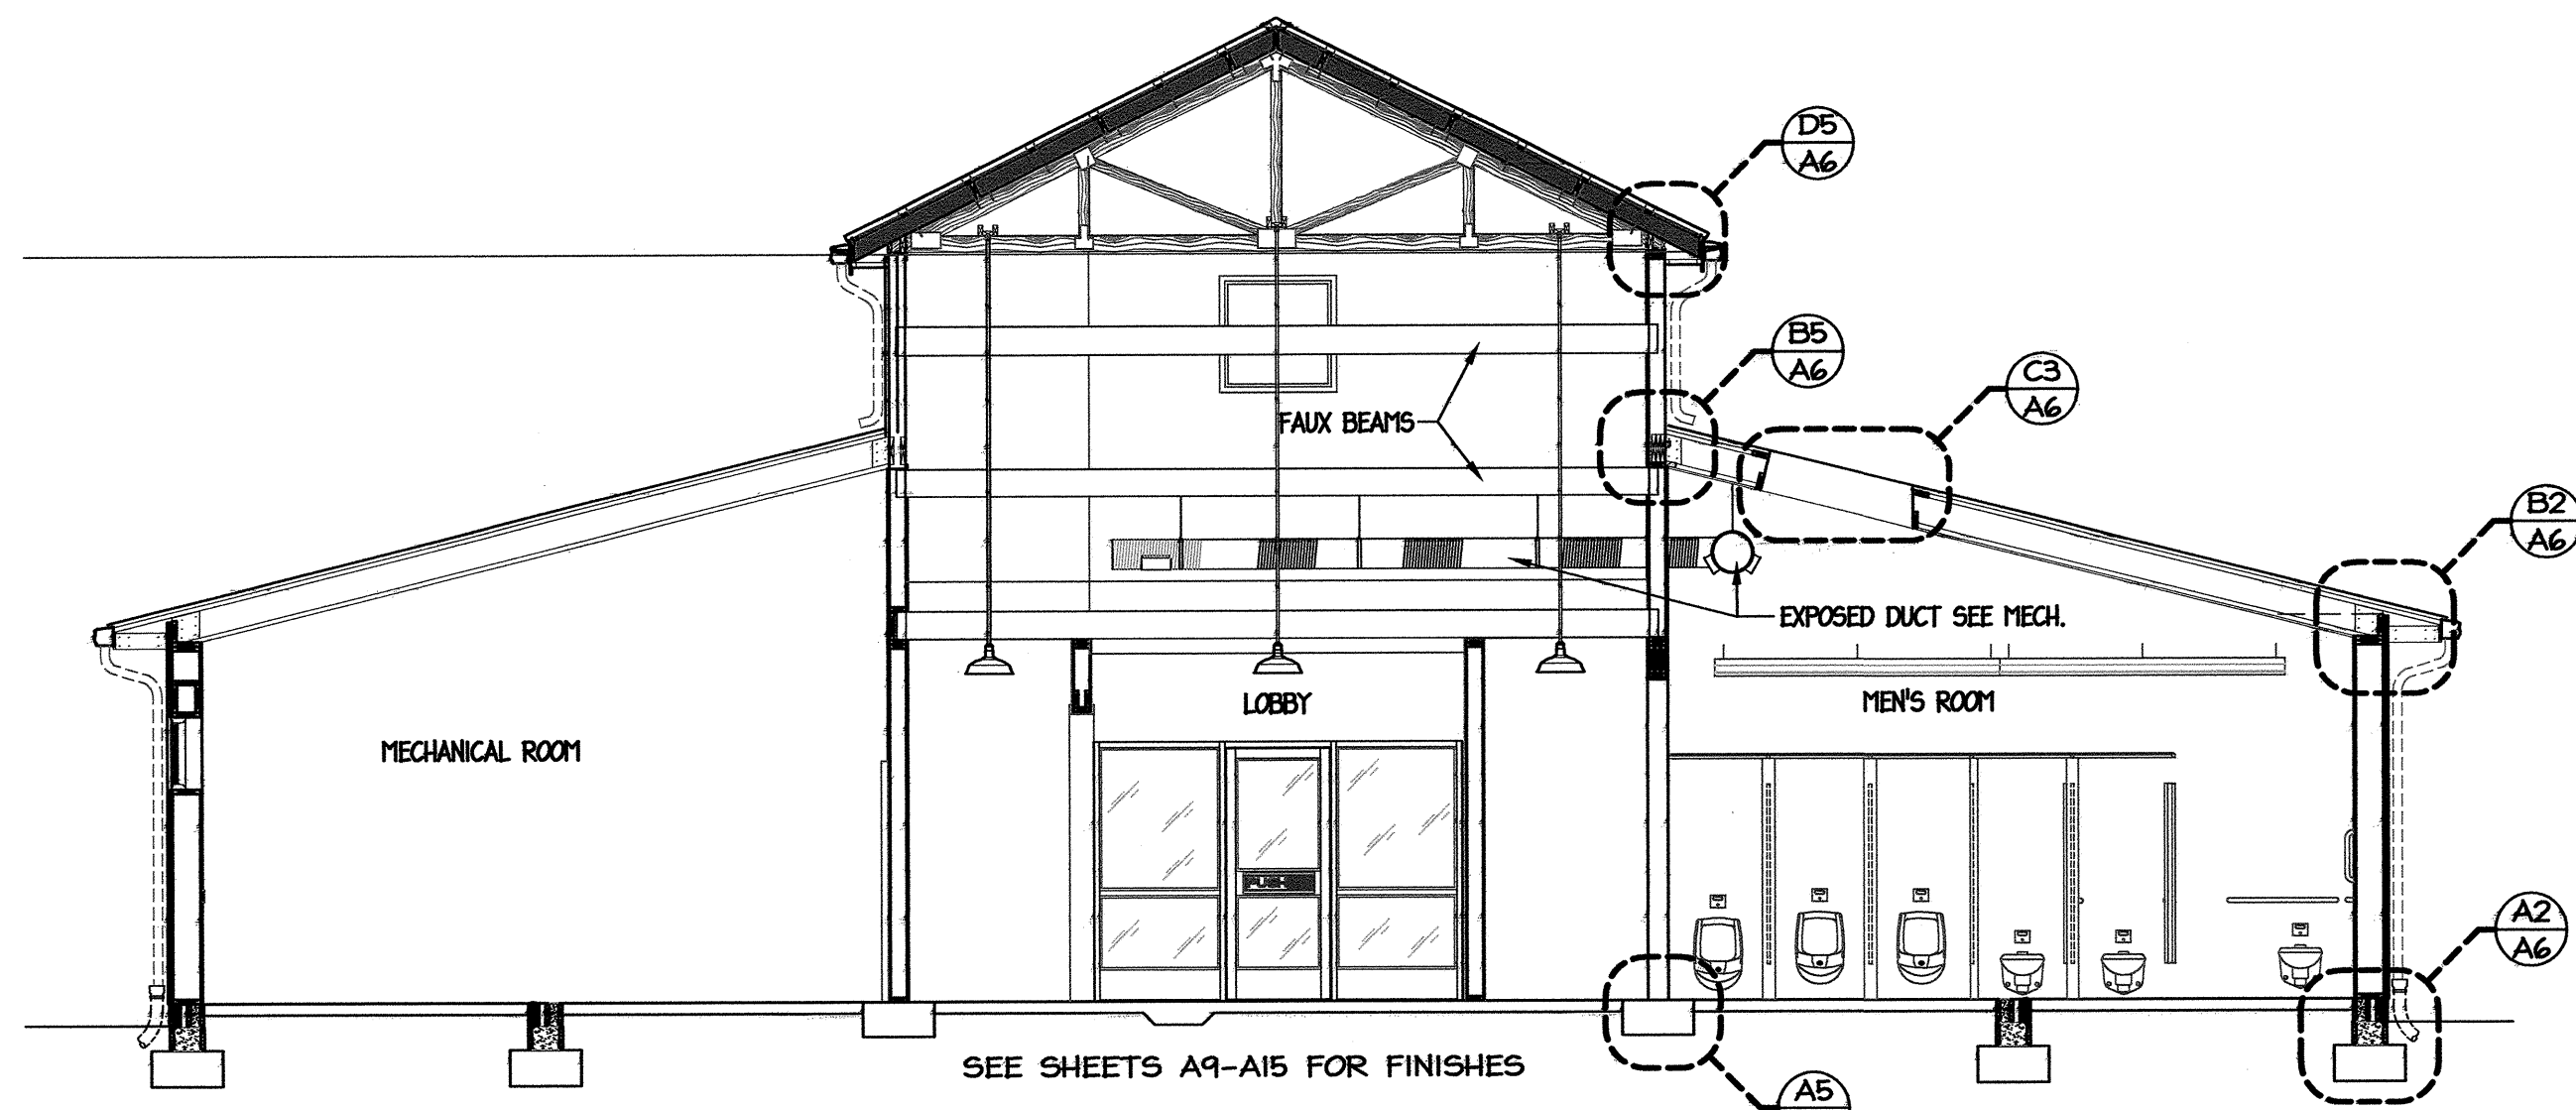 D5
A6
B5
A6
C3
A6
FAUX BEAMS
B2
A6
EXPOSED DUCT SEE MECH.
LOBBY
MEN'S ROOM
MECHANICAL ROOM
PUSH
A2
A6
SEE SHEETS A9-A15 FOR FINISHES
A5